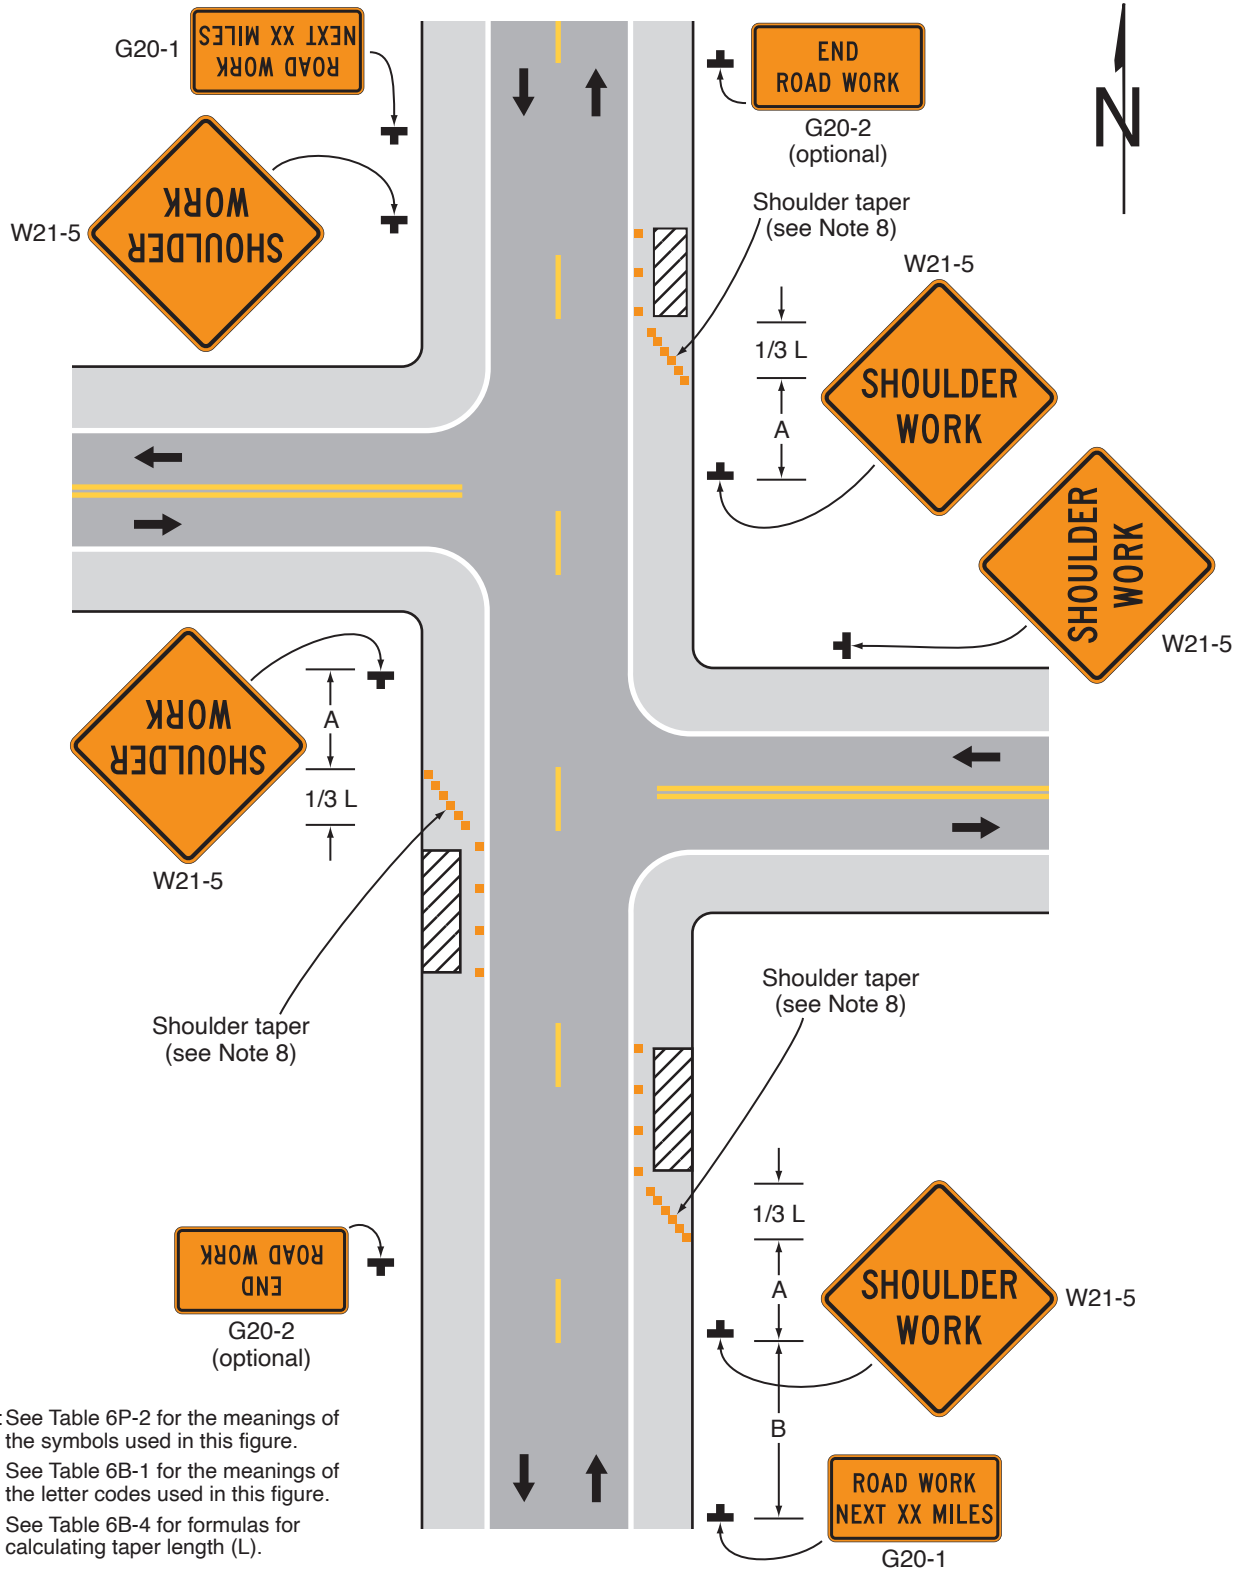 G20-1
ROAD WORK
NEXT XX MILES
END
ROAD WORK
G20-2
(optional)
N
W21-5
SHOULDER
WORK
Shoulder taper
(see Note 8)
W21-5
1/3 L
A
SHOULDER
WORK
SHOULDER
WORK
W21-5
SHOULDER
WORK
W21-5
A
1/3 L
Shoulder taper
(see Note 8)
Shoulder taper
(see Note 8)
1/3 L
A
B
SHOULDER
WORK
W21-5
END
ROAD WORK
G20-2
(optional)
ROAD WORK
NEXT XX MILES
G20-1
See Table 6P-2 for the meanings of
the symbols used in this figure.
See Table 6B-1 for the meanings of
the letter codes used in this figure.
See Table 6B-4 for formulas for
calculating taper length (L).